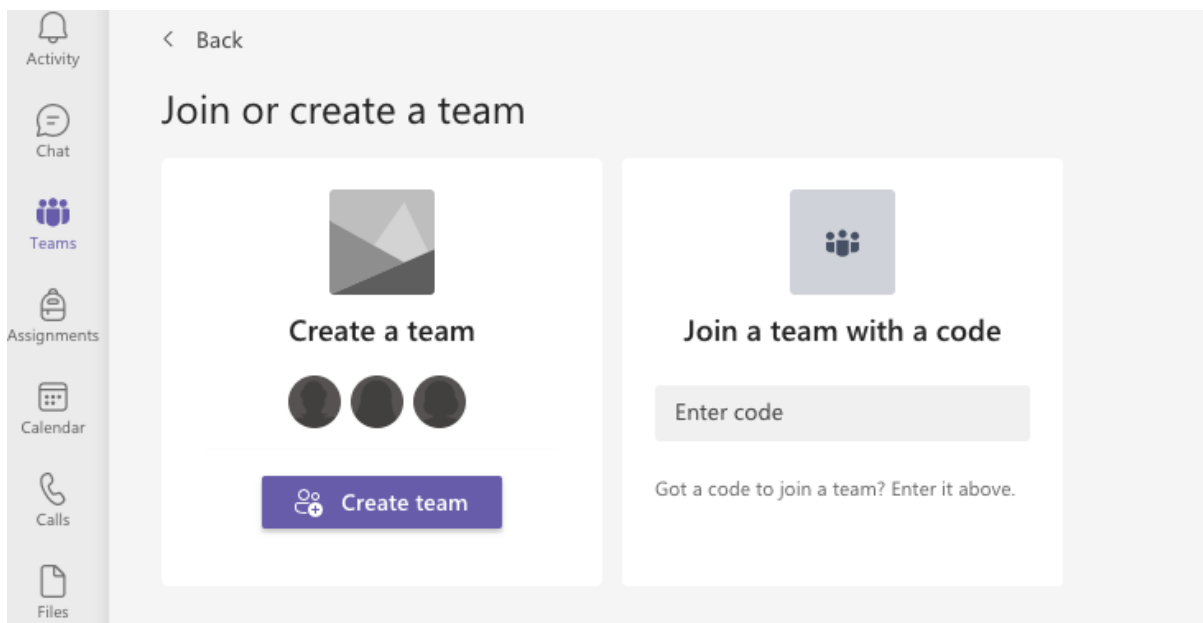 Activity
Chat
Teams
Assignments
Calendar
Calls
Files
Back
Join or create a team
Create a team
Create team
Join a team with a code
Enter code
Got a code to join a team? Enter it above.